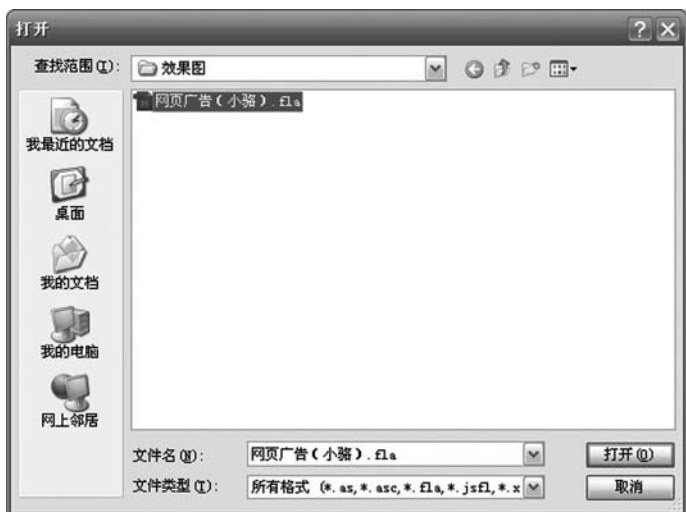 打开
查找范围(I): 效果图
网页广告(小骆).fla
我最近的文档
桌面
我的文档
我的电脑
网上邻居
文件名(N): 网页广告(小骆).fla 打开(O)
文件类型(T): 所有格式 (*.as,*.asc,*.fla,*.jsfl,*.x 取消